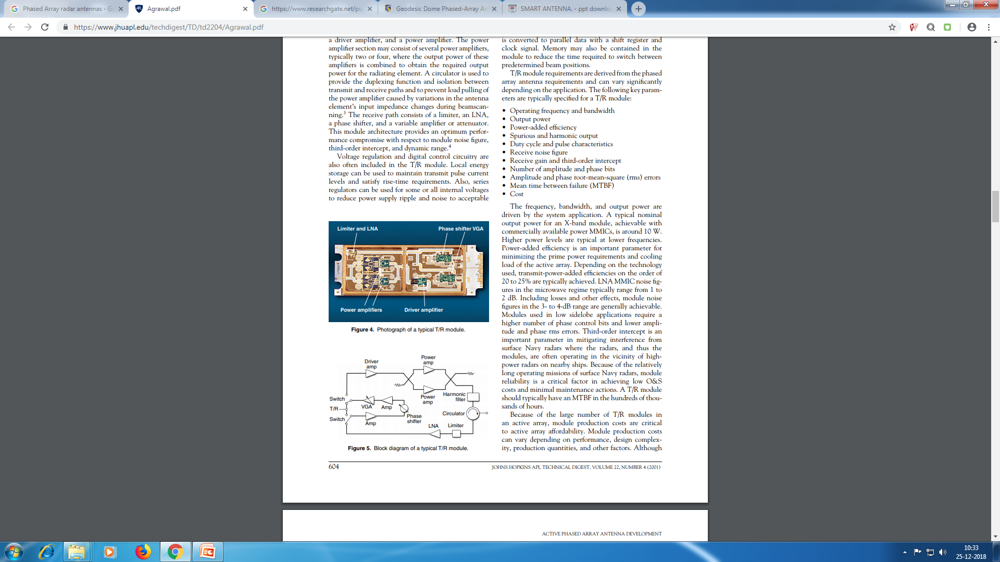 Phased Array radar antennas - G
Agrawal.pdf
https://www.researchgate.net/pu
Geodesic Dome Phased-Array A
SMART ANTENNA. - ppt downlo
https://www.jhuapl.edu/techdigest/TD/td2204/Agrawal.pdf
a driver amplifier, and a power amplifier. The power
amplifier section may consist of several power amplifiers,
typically two or four, where the output power of these
amplifiers is combined to obtain the required output
power for the radiating element. A circulator is used to
provide the duplexing function and isolation between
transmit and receive paths and to prevent load pulling of
the power amplifier caused by variations in the antenna
element's input impedance changes during beamscan-
ning.3 The receive path consists of a limiter, an LNA,
a phase shifter, and a variable amplifier or attenuator.
This module architecture provides an optimum perfor-
mance compromise with respect to module noise figure,
third-order intercept, and dynamic range.4
Voltage regulation and digital control circuitry are
also often included in the T/R module. Local energy
storage can be used to maintain transmit pulse current
levels and satisfy rise-time requirements. Also, series
regulators can be used for some or all internal voltages
to reduce power supply ripple and noise to acceptable
Limiter and LNA
Phase shifter VGA
Power amplifiers
Driver amplifier
Figure 4. Photograph of a typical T/R module.
Driver
amp
Power
amp
Power
amp
Harmonic
filter
Switch
T/R
Switch
VGA
Amp
Amp
Phase
shifter
Circulator
LNA
Limiter
Figure 5. Block diagram of a typical T/R module.
is converted to parallel data with a shift register and
clock signal. Memory may also be contained in the
module to reduce the time required to switch between
predetermined beam positions.
T/R module requirements are derived from the phased
array antenna requirements and can vary significantly
depending on the application. The following key param-
eters are typically specified for a T/R module:
• Operating frequency and bandwidth
• Output power
• Power-added efficiency
• Spurious and harmonic output
• Duty cycle and pulse characteristics
• Receive noise figure
• Receive gain and third-order intercept
• Number of amplitude and phase bits
• Amplitude and phase root-mean-square (rms) errors
• Mean time between failure (MTBF)
• Cost
The frequency, bandwidth, and output power are
driven by the system application. A typical nominal
output power for an X-band module, achievable with
commercially available power MMICs, is around 10 W.
Higher power levels are typical at lower frequencies.
Power-added efficiency is an important parameter for
minimizing the prime power requirements and cooling
load of the active array. Depending on the technology
used, transmit-power-added efficiencies on the order of
20 to 25% are typically achieved. LNA MMIC noise fig-
ures in the microwave regime typically range from 1 to
2 dB. Including losses and other effects, module noise
figures in the 3- to 4-dB range are generally achievable.
Modules used in low sidelobe applications require a
higher number of phase control bits and lower ampli-
tude and phase rms errors. Third-order intercept is an
important parameter in mitigating interference from
surface Navy radars where the radars, and thus the
modules, are often operating in the vicinity of high-
power radars on nearby ships. Because of the relatively
long operating missions of surface Navy radars, module
reliability is a critical factor in achieving low O&S
costs and minimal maintenance actions. A T/R module
should typically have an MTBF in the hundreds of thou-
sands of hours.
Because of the large number of T/R modules in
an active array, module production costs are critical
to active array affordability. Module production costs
can vary depending on performance, design complex-
ity, production quantities, and other factors. Although
604
JOHNS HOPKINS APL TECHNICAL DIGEST, VOLUME 22, NUMBER 4 (2001)
ACTIVE PHASED ARRAY ANTENNA DEVELOPMENT
10:33
25-12-2018